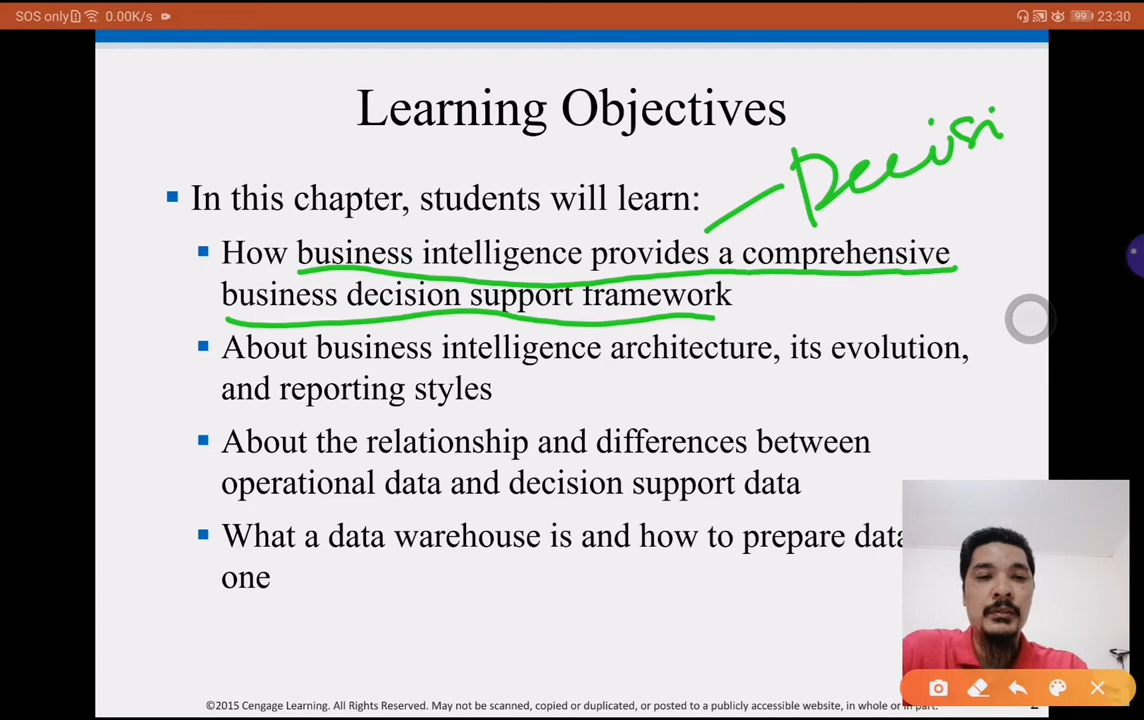 SOS only 0.00K/s 99 23:30
Learning Objectives
Decisi
In this chapter, students will learn:
How business intelligence provides a comprehensive
business decision support framework
About business intelligence architecture, its evolution,
and reporting styles
About the relationship and differences between
operational data and decision support data
What a data warehouse is and how to prepare data
one
©2015 Cengage Learning. All Rights Reserved. May not be scanned, copied or duplicated, or posted to a publicly accessible website, in whole or in part. 2